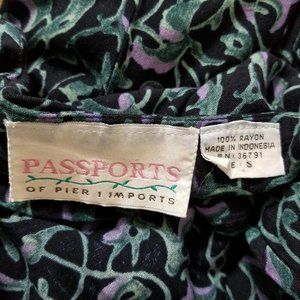 PASSPORTS
OF PIER 1 IMPORTS
100% RAYON
MADE IN INDONESIA
RN: 36791
E - S